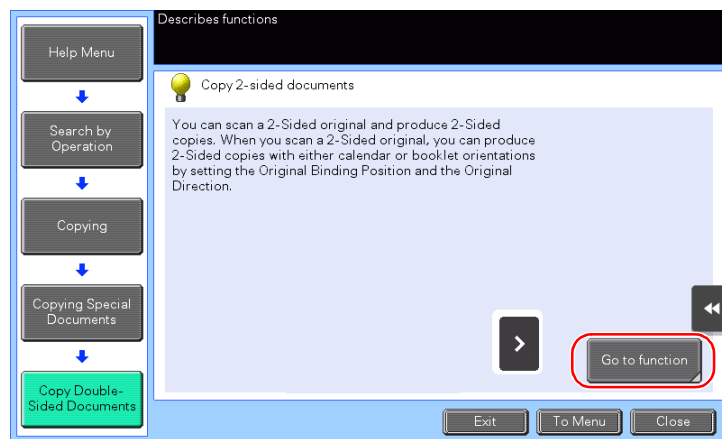 Describes functions
Help Menu
Search by
Operation
Copying
Copying Special
Documents
Copy Double-
Sided Documents
Copy 2-sided documents
You can scan a 2-Sided original and produce 2-Sided
copies. When you scan a 2-Sided original, you can produce
2-Sided copies with either calendar or booklet orientations
by setting the Original Binding Position and the Original
Direction.
Go to function
Exit
To Menu
Close